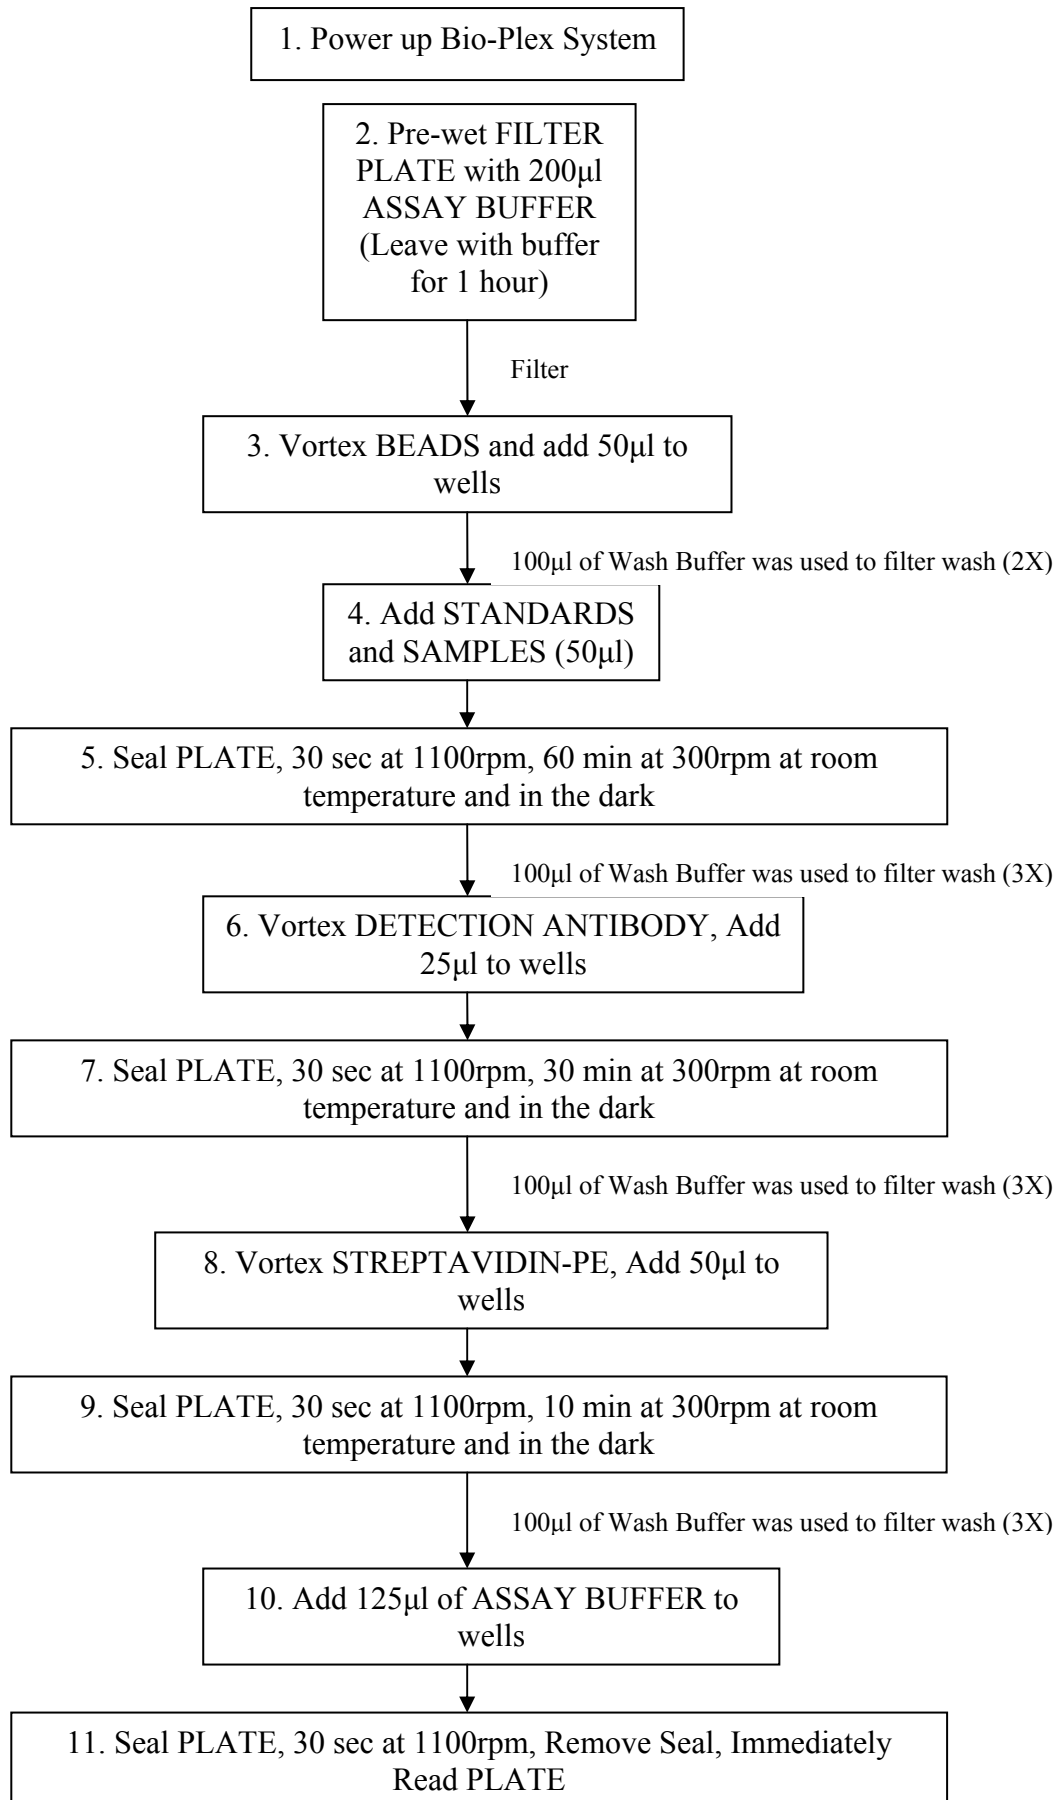 1. Power up Bio-Plex System
2. Pre-wet FILTER
PLATE with 200μl
ASSAY BUFFER
(Leave with buffer
for 1 hour)
Filter
3. Vortex BEADS and add 50μl to
wells
100μl of Wash Buffer was used to filter wash (2X)
4. Add STANDARDS
and SAMPLES (50μl)
5. Seal PLATE, 30 sec at 1100rpm, 60 min at 300rpm at room
temperature and in the dark
100μl of Wash Buffer was used to filter wash (3X)
6. Vortex DETECTION ANTIBODY, Add
25μl to wells
7. Seal PLATE, 30 sec at 1100rpm, 30 min at 300rpm at room
temperature and in the dark
100μl of Wash Buffer was used to filter wash (3X)
8. Vortex STREPTAVIDIN-PE, Add 50μl to
wells
9. Seal PLATE, 30 sec at 1100rpm, 10 min at 300rpm at room
temperature and in the dark
100μl of Wash Buffer was used to filter wash (3X)
10. Add 125μl of ASSAY BUFFER to
wells
11. Seal PLATE, 30 sec at 1100rpm, Remove Seal, Immediately
Read PLATE